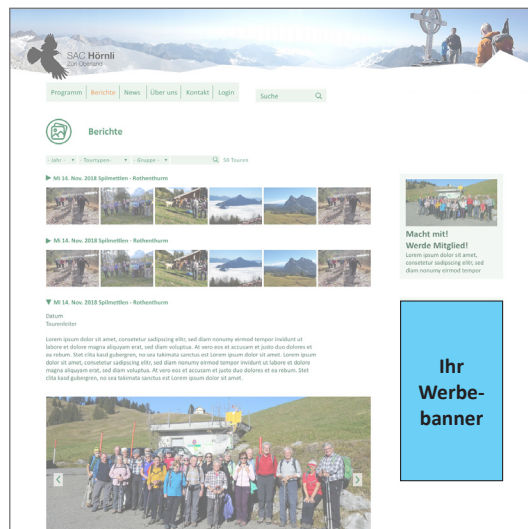 SAC Hörnli
Züri Oberland
Programm
Berichte
News
Über uns
Kontakt
Login
Suche
Berichte
- Jahr -
- Tourtypen-
- Gruppe -
58 Touren
Mi 14. Nov. 2018 Spilmettlen - Rothenthurm
Mi 14. Nov. 2018 Spilmettlen - Rothenthurm
Mi 14. Nov. 2018 Spilmettlen - Rothenthurm
Datum
Tourenleiter
Lorem ipsum dolor sit amet, consetetur sadipscing elitr, sed diam nonumy eirmod tempor invidunt ut
labore et dolore magna aliquyam erat, sed diam voluptua. At vero eos et accusam et justo duo dolores et
ea rebum. Stet clita kasd gubergren, no sea takimata sanctus est Lorem ipsum dolor sit amet. Lorem ipsum
dolor sit amet, consetetur sadipscing elitr, sed diam nonumy eirmod tempor invidunt ut labore et dolore
magna aliquyam erat, sed diam voluptua. At vero eos et accusam et justo duo dolores et ea rebum. Stet
clita kasd gubergren, no sea takimata sanctus est Lorem ipsum dolor sit amet.
Macht mit!
Werde Mitglied!
Lorem ipsum dolor sit amet,
consetetur sadipscing elitr, sed
diam nonumy eirmod tempor
Ihr
Werbe-
banner